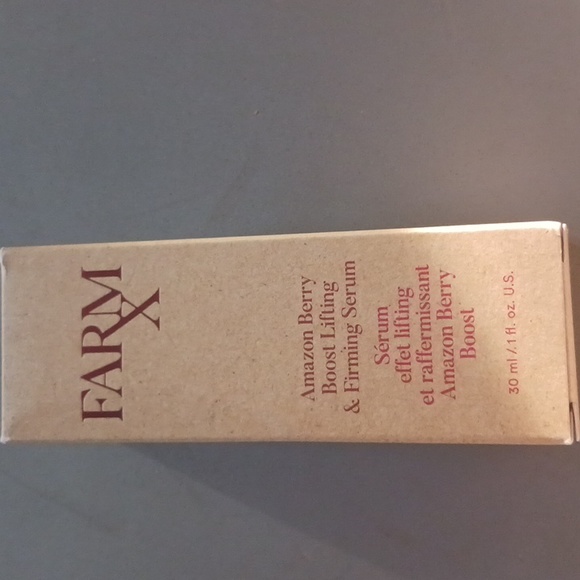 FARM
X
Amazon Berry
Boost Lifting
& Firming Serum
Sérum
effet lifting
et raffermissant
Amazon Berry
Boost
30 ml / 1 fl. oz. U.S.